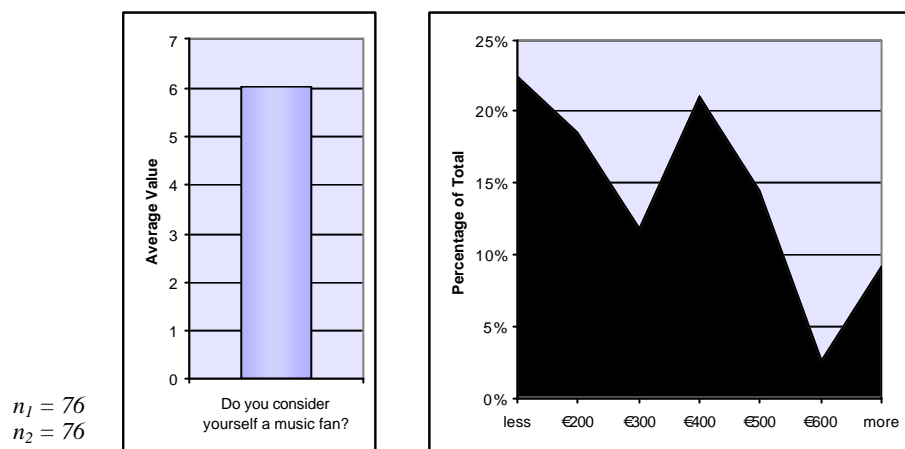 7
6
5
4
3
2
1
0
Average Value
Do you consider
yourself a music fan?
25%
20%
15%
10%
5%
0%
Percentage of Total
less €200 €300 €400 €500 €600 more
n1 = 76
n2 = 76